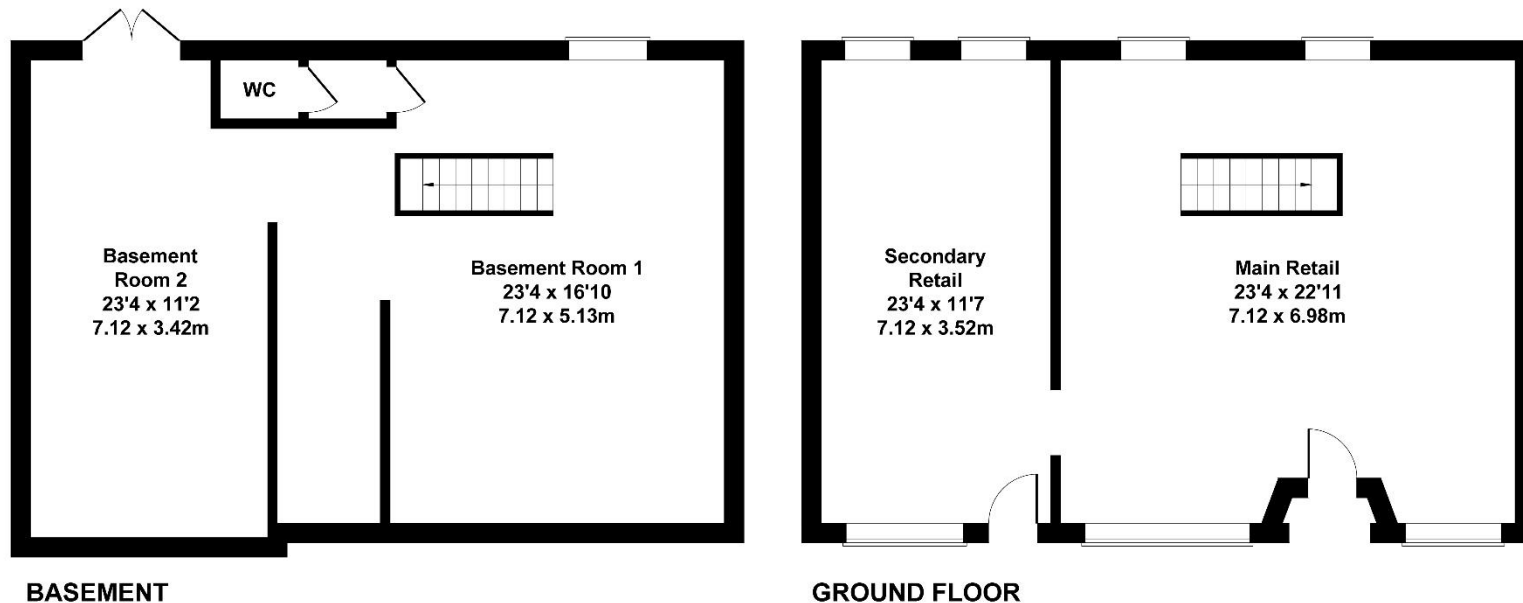 WC
Basement
Room 2
23'4 x 11'2
7.12 x 3.42m
Basement Room 1
23'4 x 16'10
7.12 x 5.13m
BASEMENT
Secondary
Retail
23'4 x 11'7
7.12 x 3.52m
Main Retail
23'4 x 22'11
7.12 x 6.98m
GROUND FLOOR